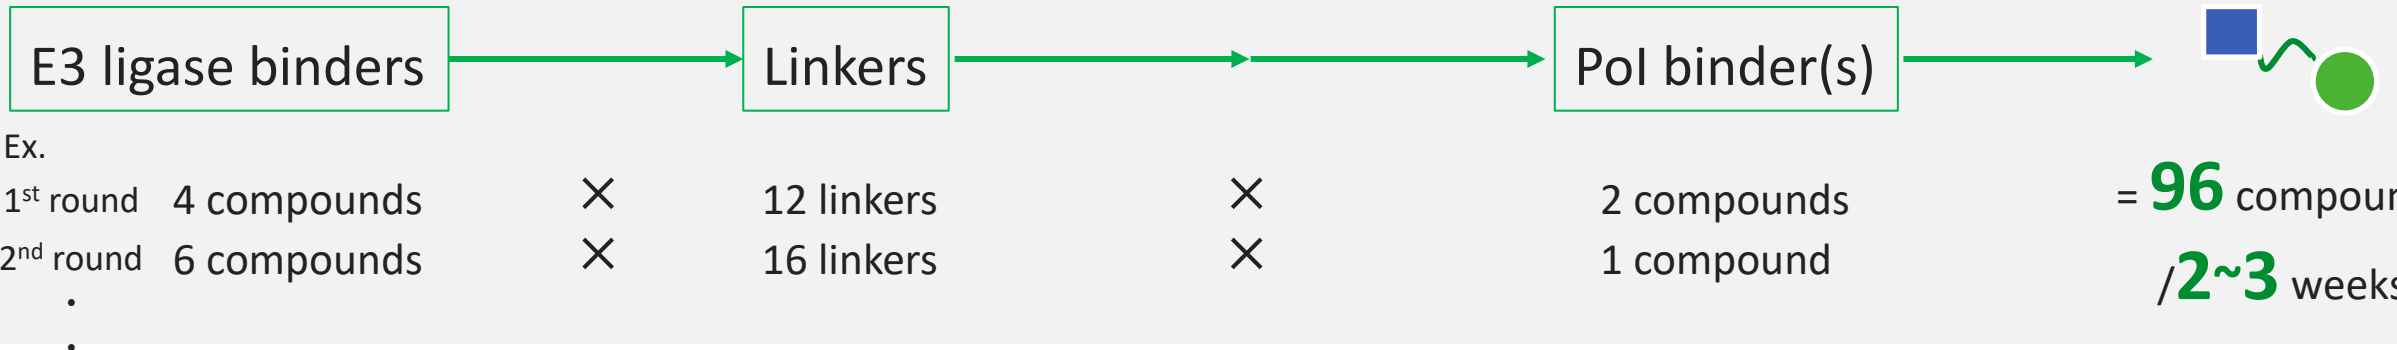 E3 ligase binders Linkers PoI binder(s)
Ex.
1st round 4 compounds × 12 linkers × 2 compounds = 96
2nd round 6 compounds × 16 linkers × 1 compound /2~3 weeks